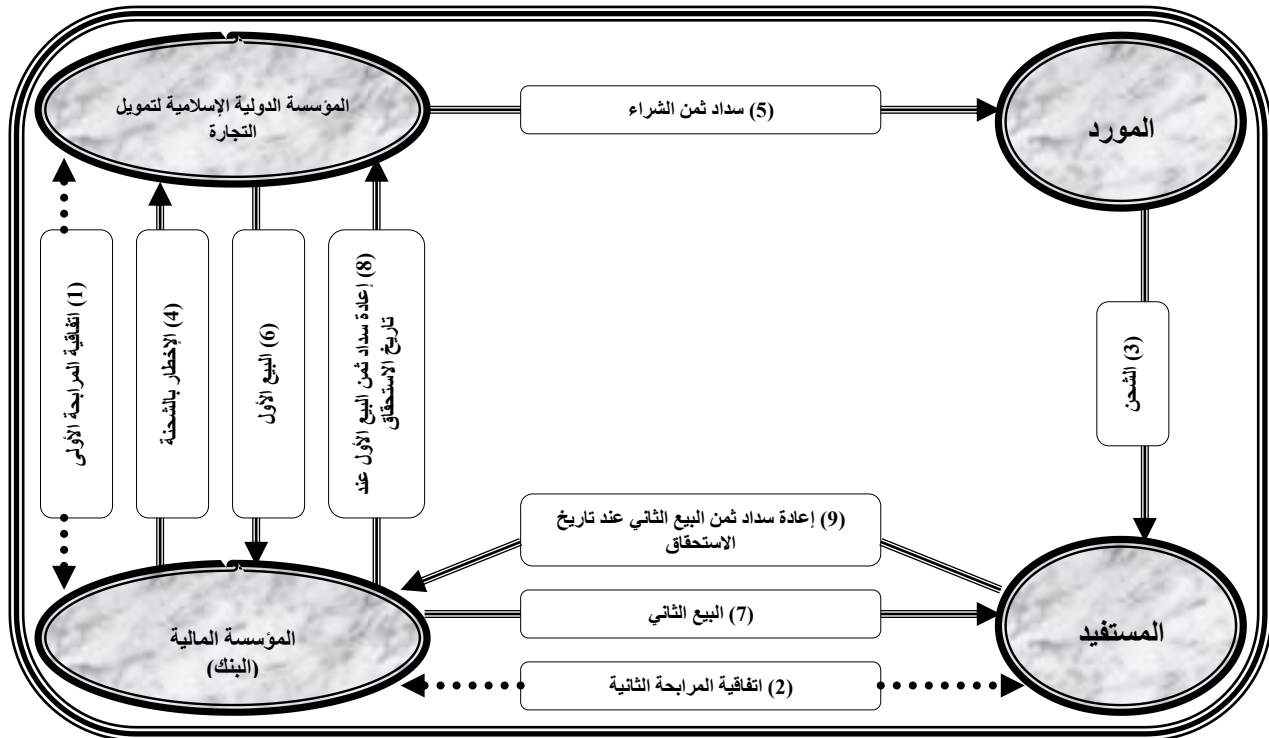 المورد
(5) سداد ثمن الشراء
المؤسسة الدولية الإسلامية لتمويل
التجارة
(3) الشحن
(8) إعادة سداد ثمن البيع الأول عند
تاريخ الاستحقاق
(6) البيع الأول
(4) الإخطار بالشحنة
(1) اتفاقية المرابحة الأولى
(9) إعادة سداد ثمن البيع الثاني عند تاريخ
الاستحقاق
المستفيد
(7) البيع الثاني
(2) اتفاقية المرابحة الثانية
المؤسسة المالية
(البنك)